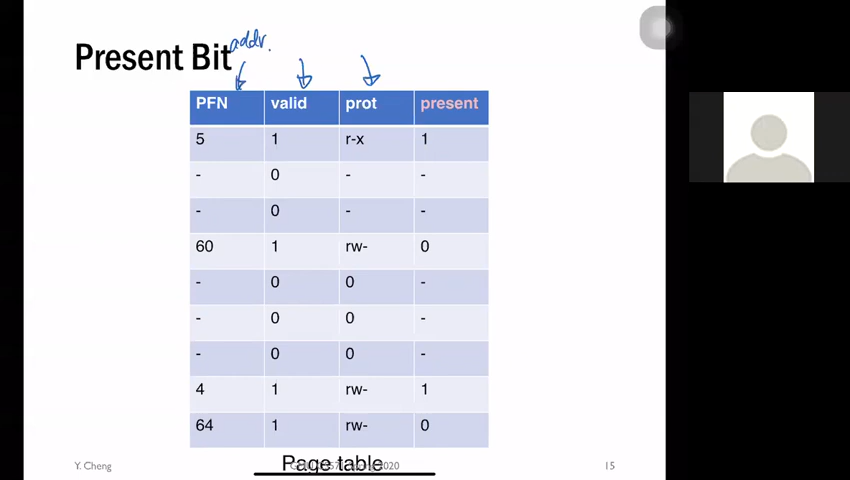 addr.
Present Bit
PFN valid prot present
5 1 r-x 1
- 0 - -
- 0 - -
60 1 rw- 0
- 0 0 -
- 0 0 -
- 0 0 -
4 1 rw- 1
64 1 rw- 0
Page table
Y. Cheng 2020 15